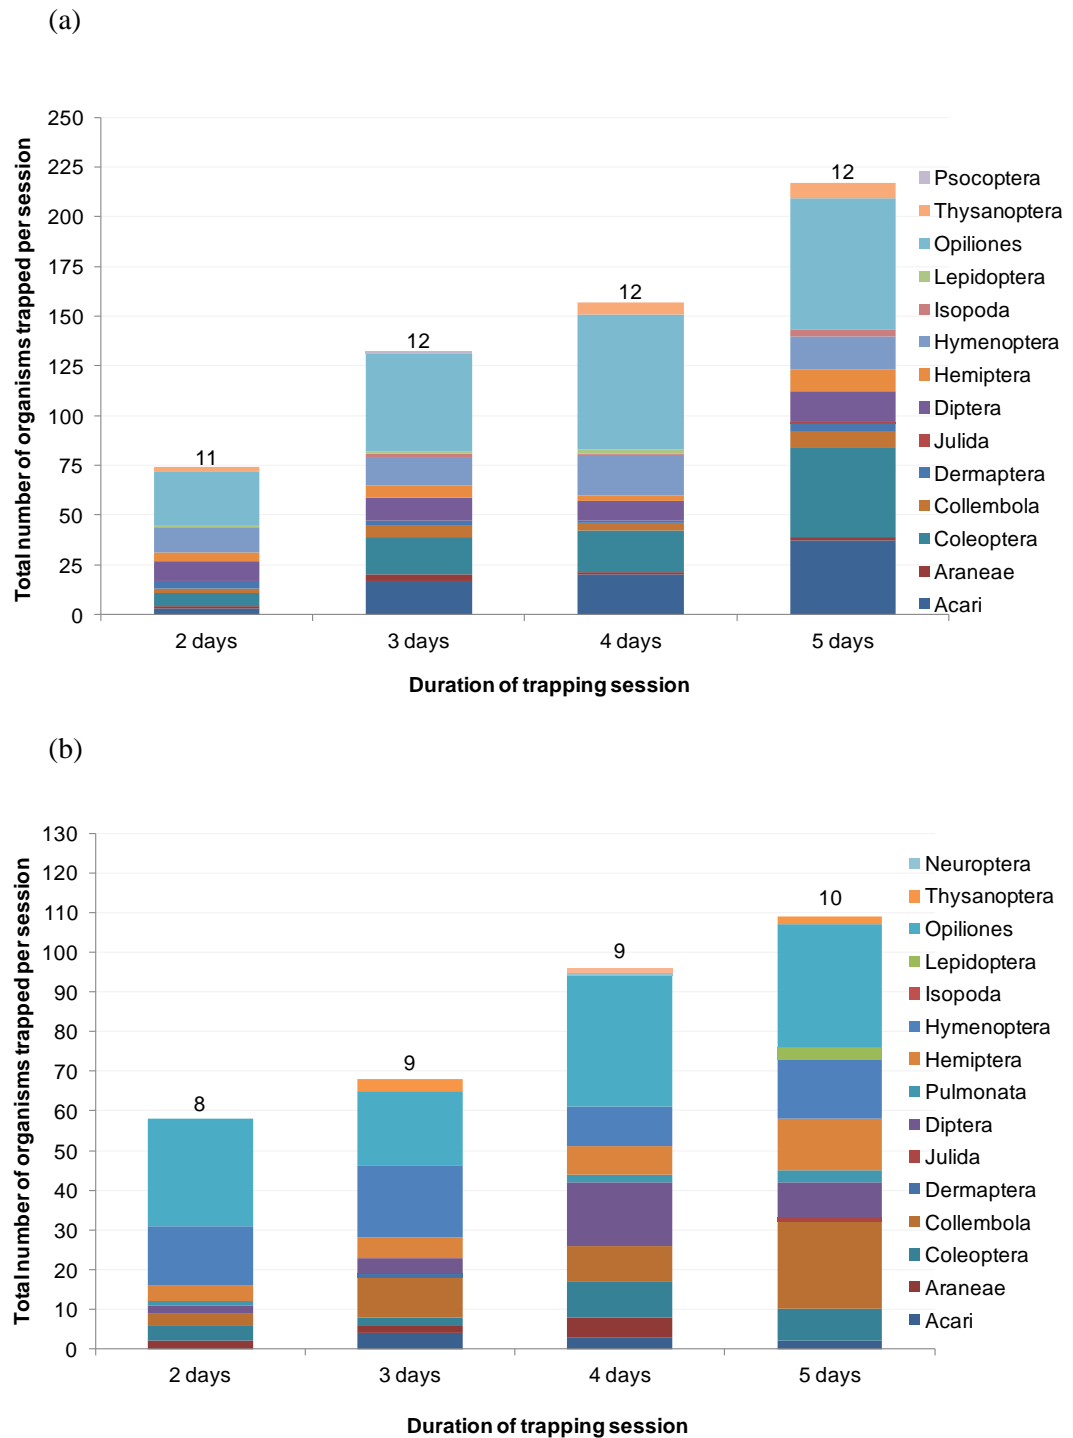 (a)
Total number of organisms trapped per session
250
225
200
175
150
125
100
75
50
25
0
11
12
12
12
2 days
3 days
4 days
5 days
Duration of trapping session
Psocoptera
Thysanoptera
Opiliones
Lepidoptera
Isopoda
Hymenoptera
Hemiptera
Diptera
Julida
Dermaptera
Collembola
Coleoptera
Araneae
Acari
(b)
Total number of organisms trapped per session
130
120
110
100
90
80
70
60
50
40
30
20
10
0
8
9
9
10
2 days
3 days
4 days
5 days
Duration of trapping session
Neuroptera
Thysanoptera
Opiliones
Lepidoptera
Isopoda
Hymenoptera
Hemiptera
Pulmonata
Diptera
Julida
Dermaptera
Collembola
Coleoptera
Araneae
Acari